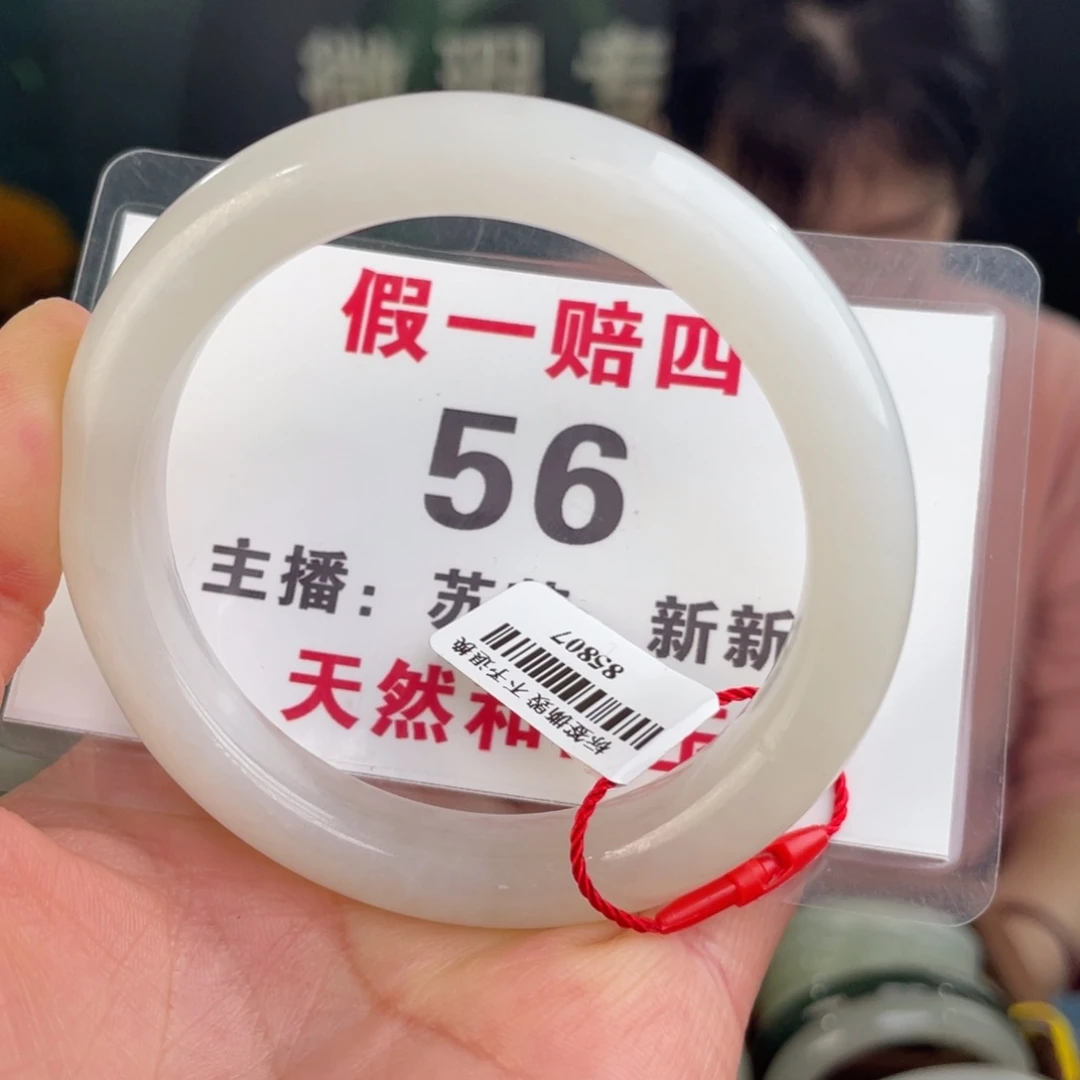 假一赔四
56
主播： 苏 新新
天然和
85807
标签撕毁 不予退换